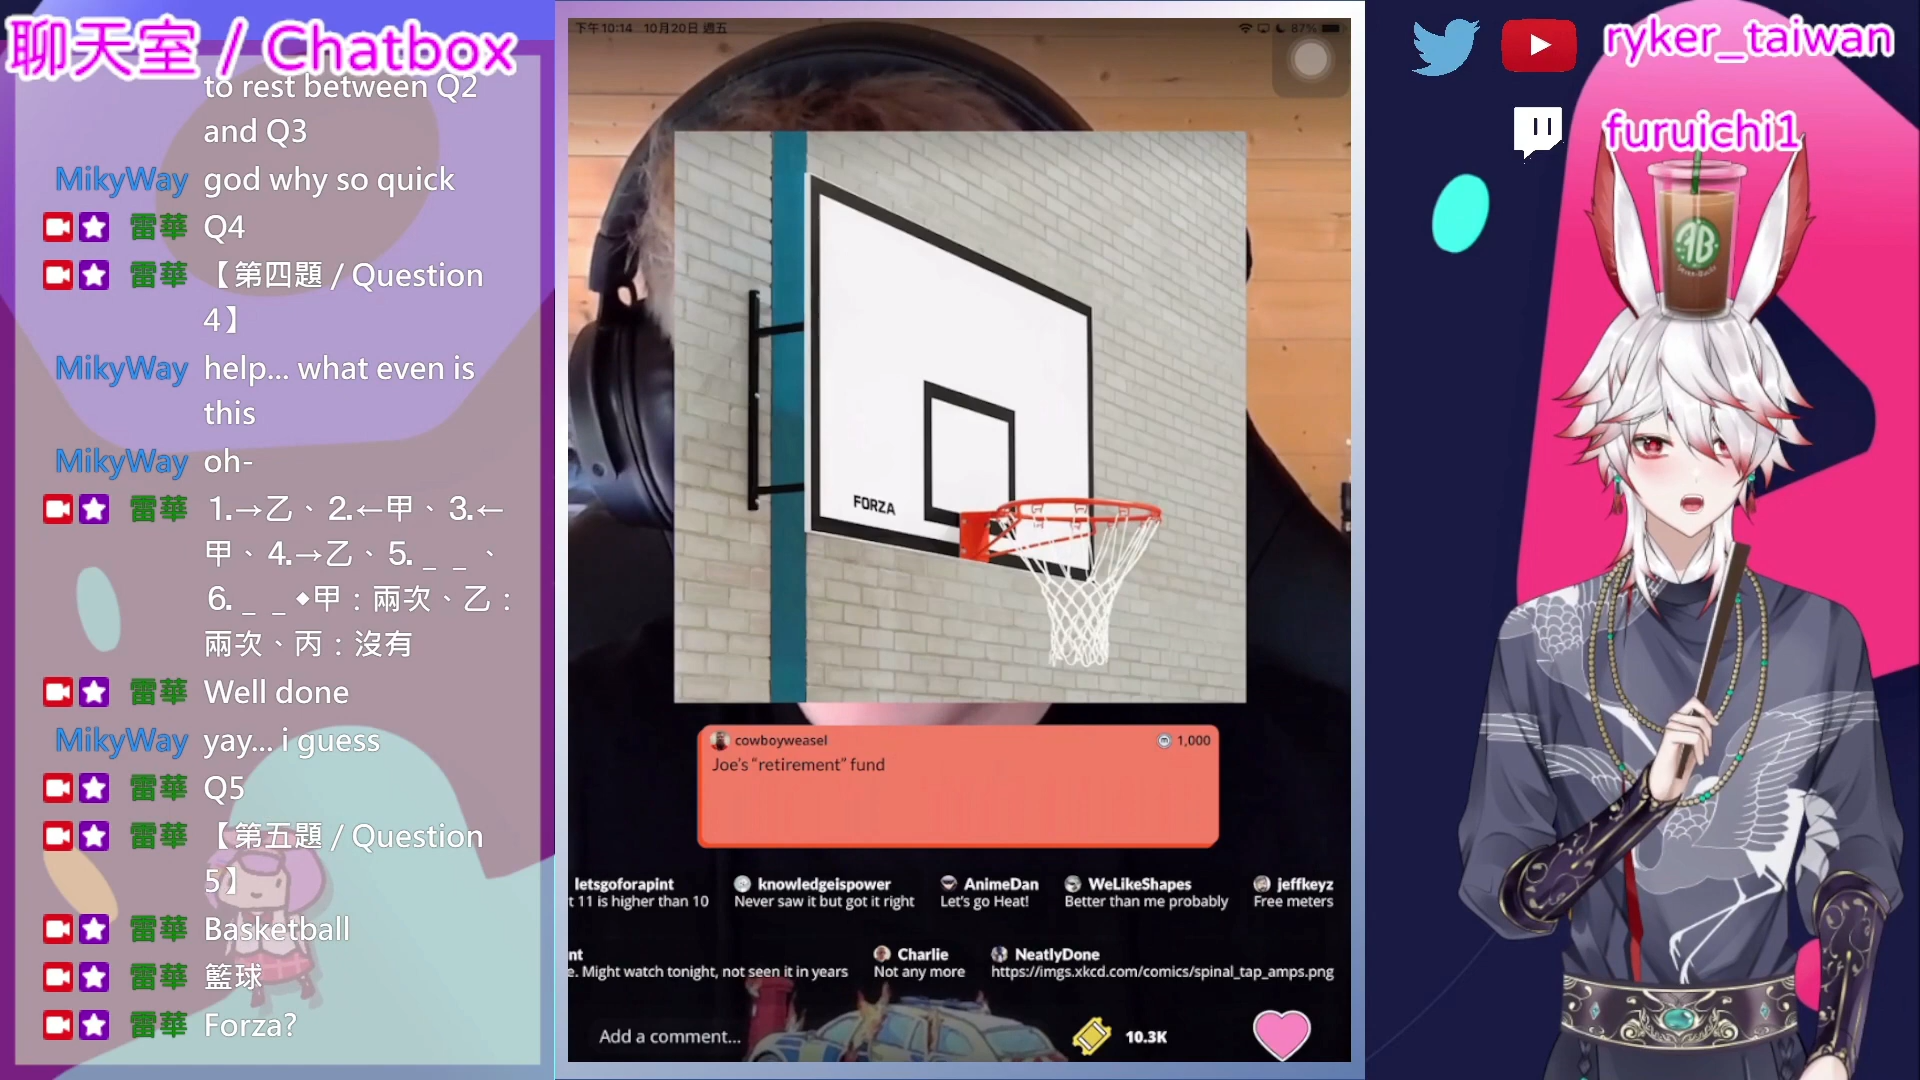 聊天室 / Chatbox
to rest between Q2
and Q3
MikyWay god why so quick
雷華 Q4
雷華 【第四題 / Question
4】
MikyWay help... what even is
this
MikyWay oh-
雷華 1.→乙、2.←甲、3.←
甲、4.→乙、5. _ _ 、
6. _ _ ◆甲：兩次、乙：
兩次、丙：沒有
雷華 Well done
MikyWay yay... i guess
雷華 Q5
雷華 【第五題 / Question
5】
雷華 Basketball
雷華 籃球
雷華 Forza?
下午10:14 10月20日 週五
87%
FORZA
cowboyweasel 1,000
Joe's "retirement" fund
letsgoforapint knowledgeispower AnimeDan WeLikeShapes jeffkeyz
t 11 is higher than 10 Never saw it but got it right Let's go Heat! Better than me probably Free meters
nt Charlie NeatlyDone
e. Might watch tonight, not seen it in years Not any more https://imgs.xkcd.com/comics/spinal_tap_amps.png
Add a comment... 10.3K
ryker_taiwan
furuichi1
AB